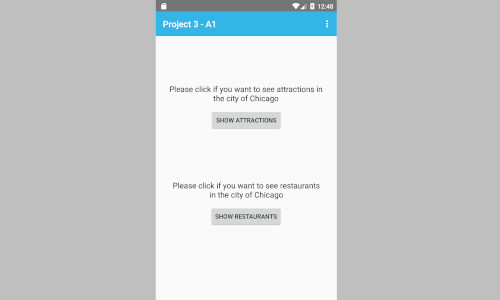 12:48
Project 3 - A1
Please click if you want to see attractions in
the city of Chicago
SHOW ATTRACTIONS
Please click if you want to see restaurants
in the city of Chicago
SHOW RESTAURANTS